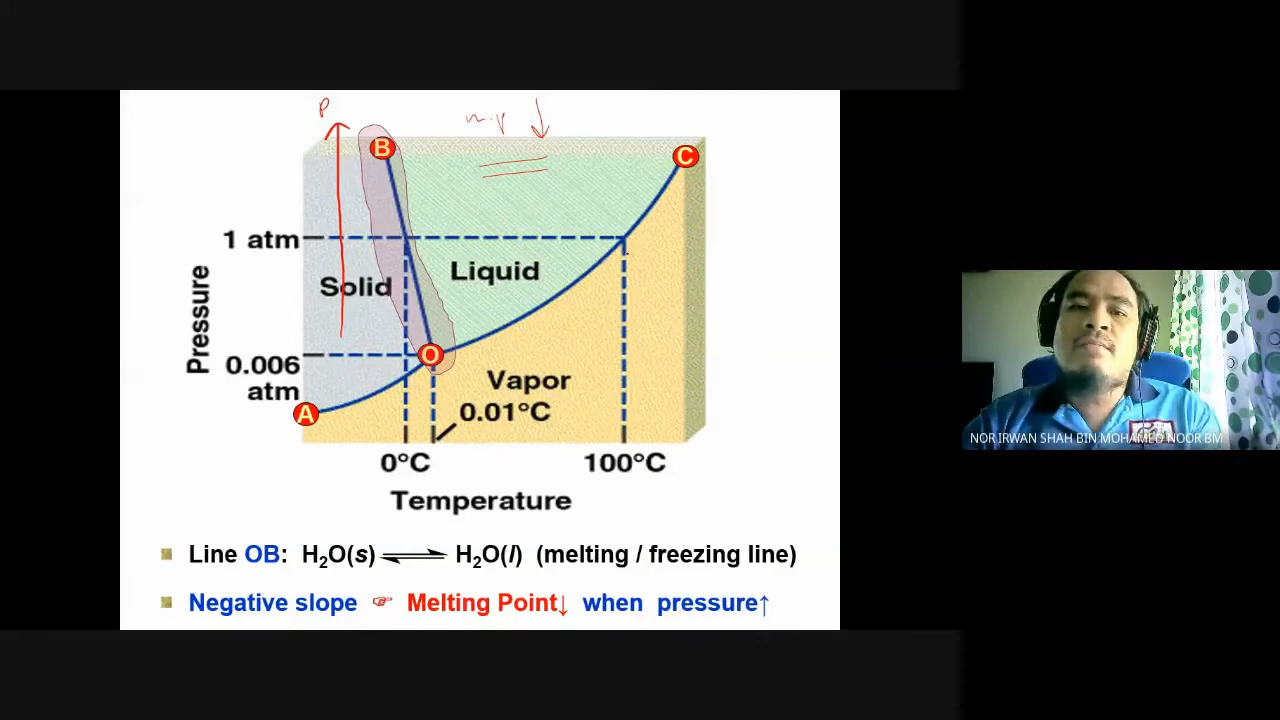 P
m.p ↓
B
C
1 atm
Solid
Liquid
Pressure
O
0.006
atm
Vapor
A
0.01°C
0°C
100°C
Temperature
Line OB: H₂O(s) ⇌ H₂O(l) (melting / freezing line)
Negative slope ☞ Melting Point↓ when pressure↑
NOR IRWAN SHAH BIN MOHAMED NOOR BM